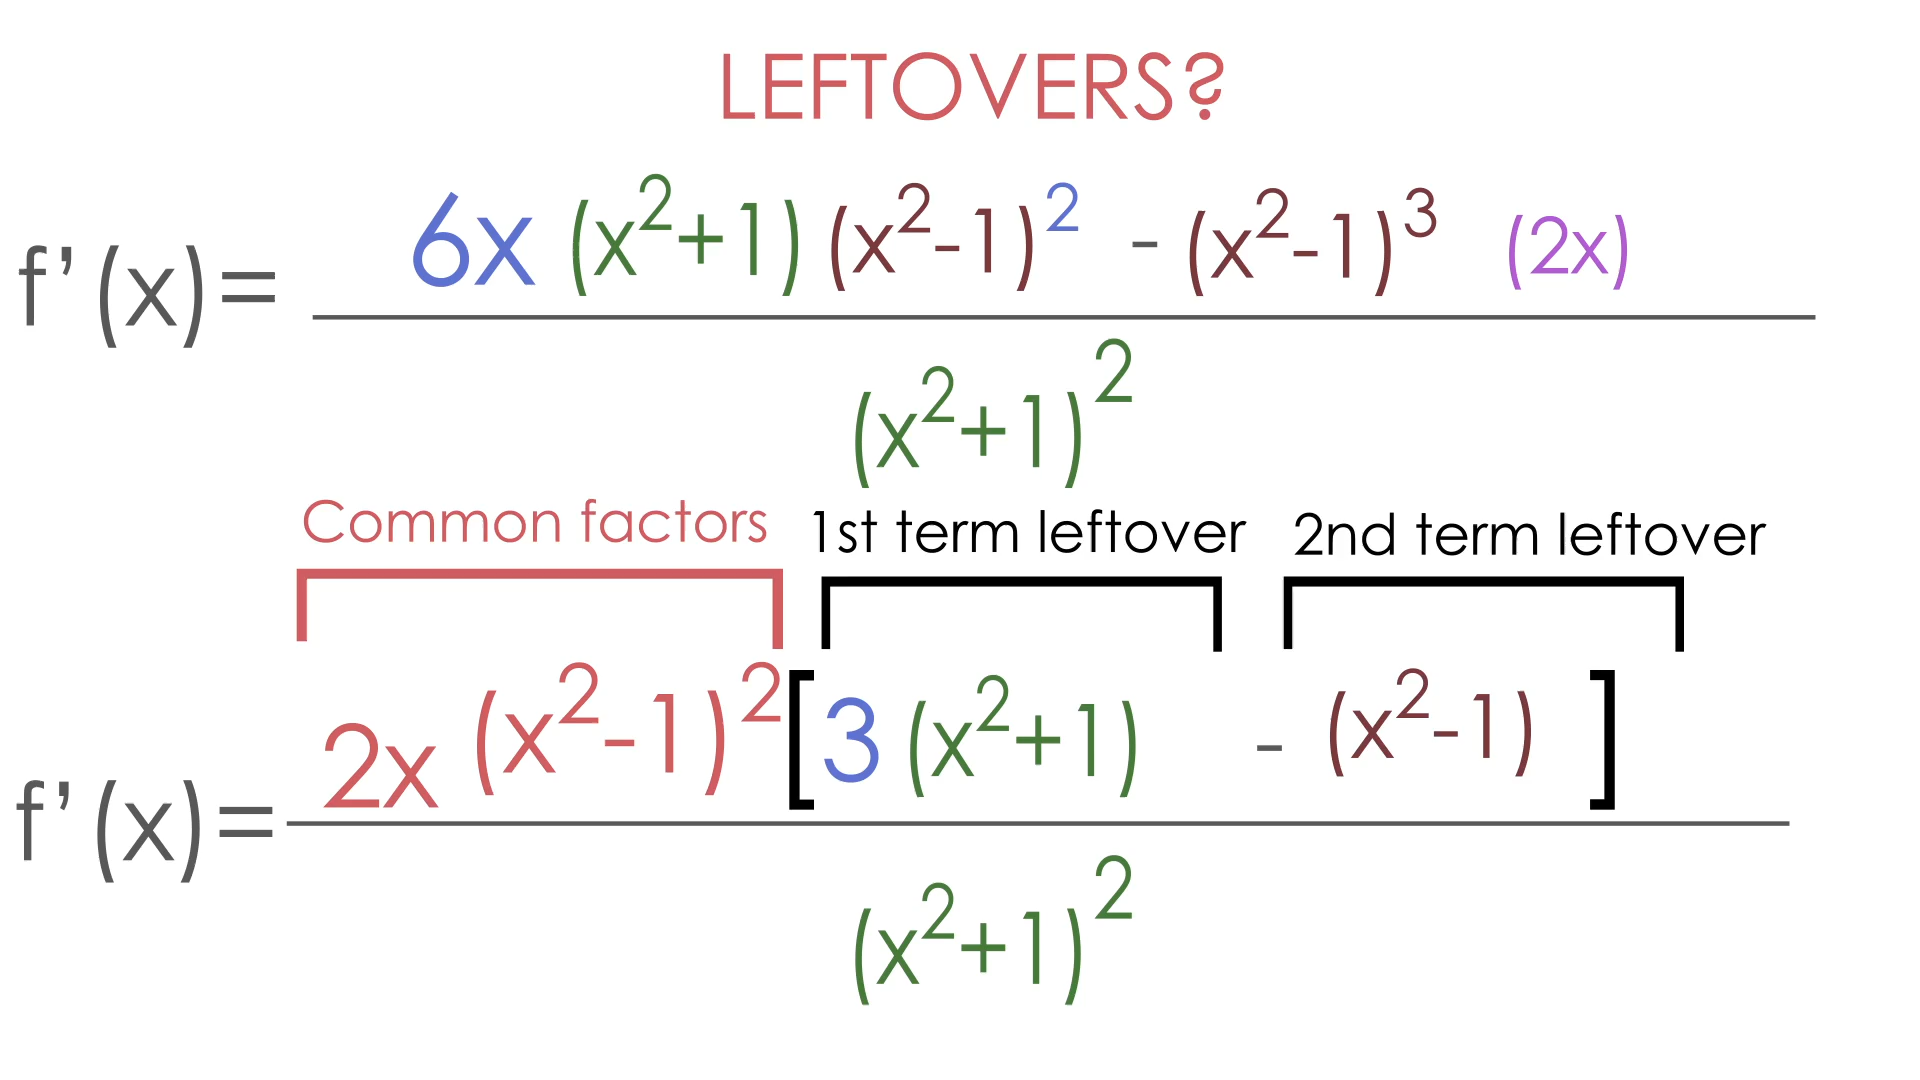 LEFTOVERS?
6x (x²+1) (x²-1)² - (x²-1)³ (2x)
f'(x)=
(x²+1)²
Common factors 1st term leftover 2nd term leftover
2x (x²-1)² [3 (x²+1) - (x²-1) ]
f'(x)=
(x²+1)²